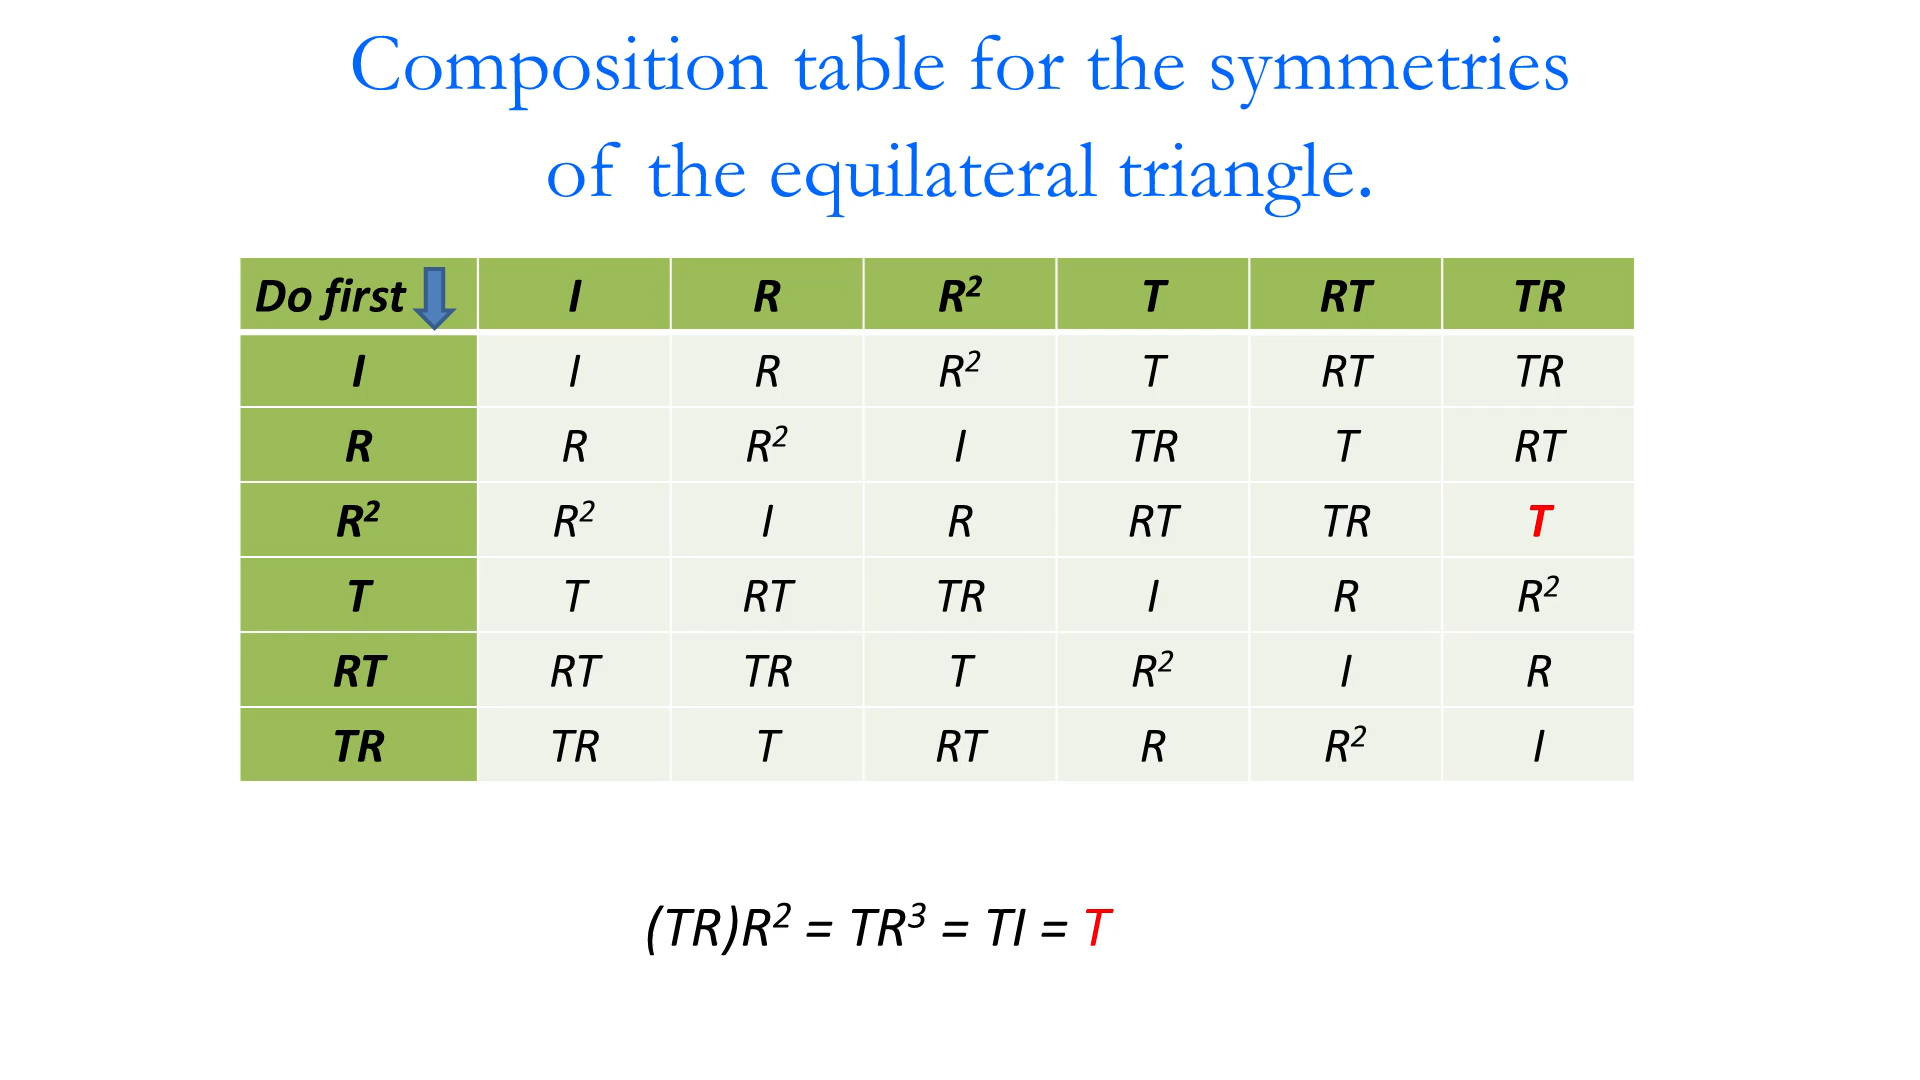 Composition table for the symmetries
of the equilateral triangle.
Do first I R R² T RT TR
I I R R² T RT TR
R R R² I TR T RT
R² R² I R RT TR T
T T RT TR I R R²
RT RT TR T R² I R
TR TR T RT R R² I
(TR)R² = TR³ = TI = T